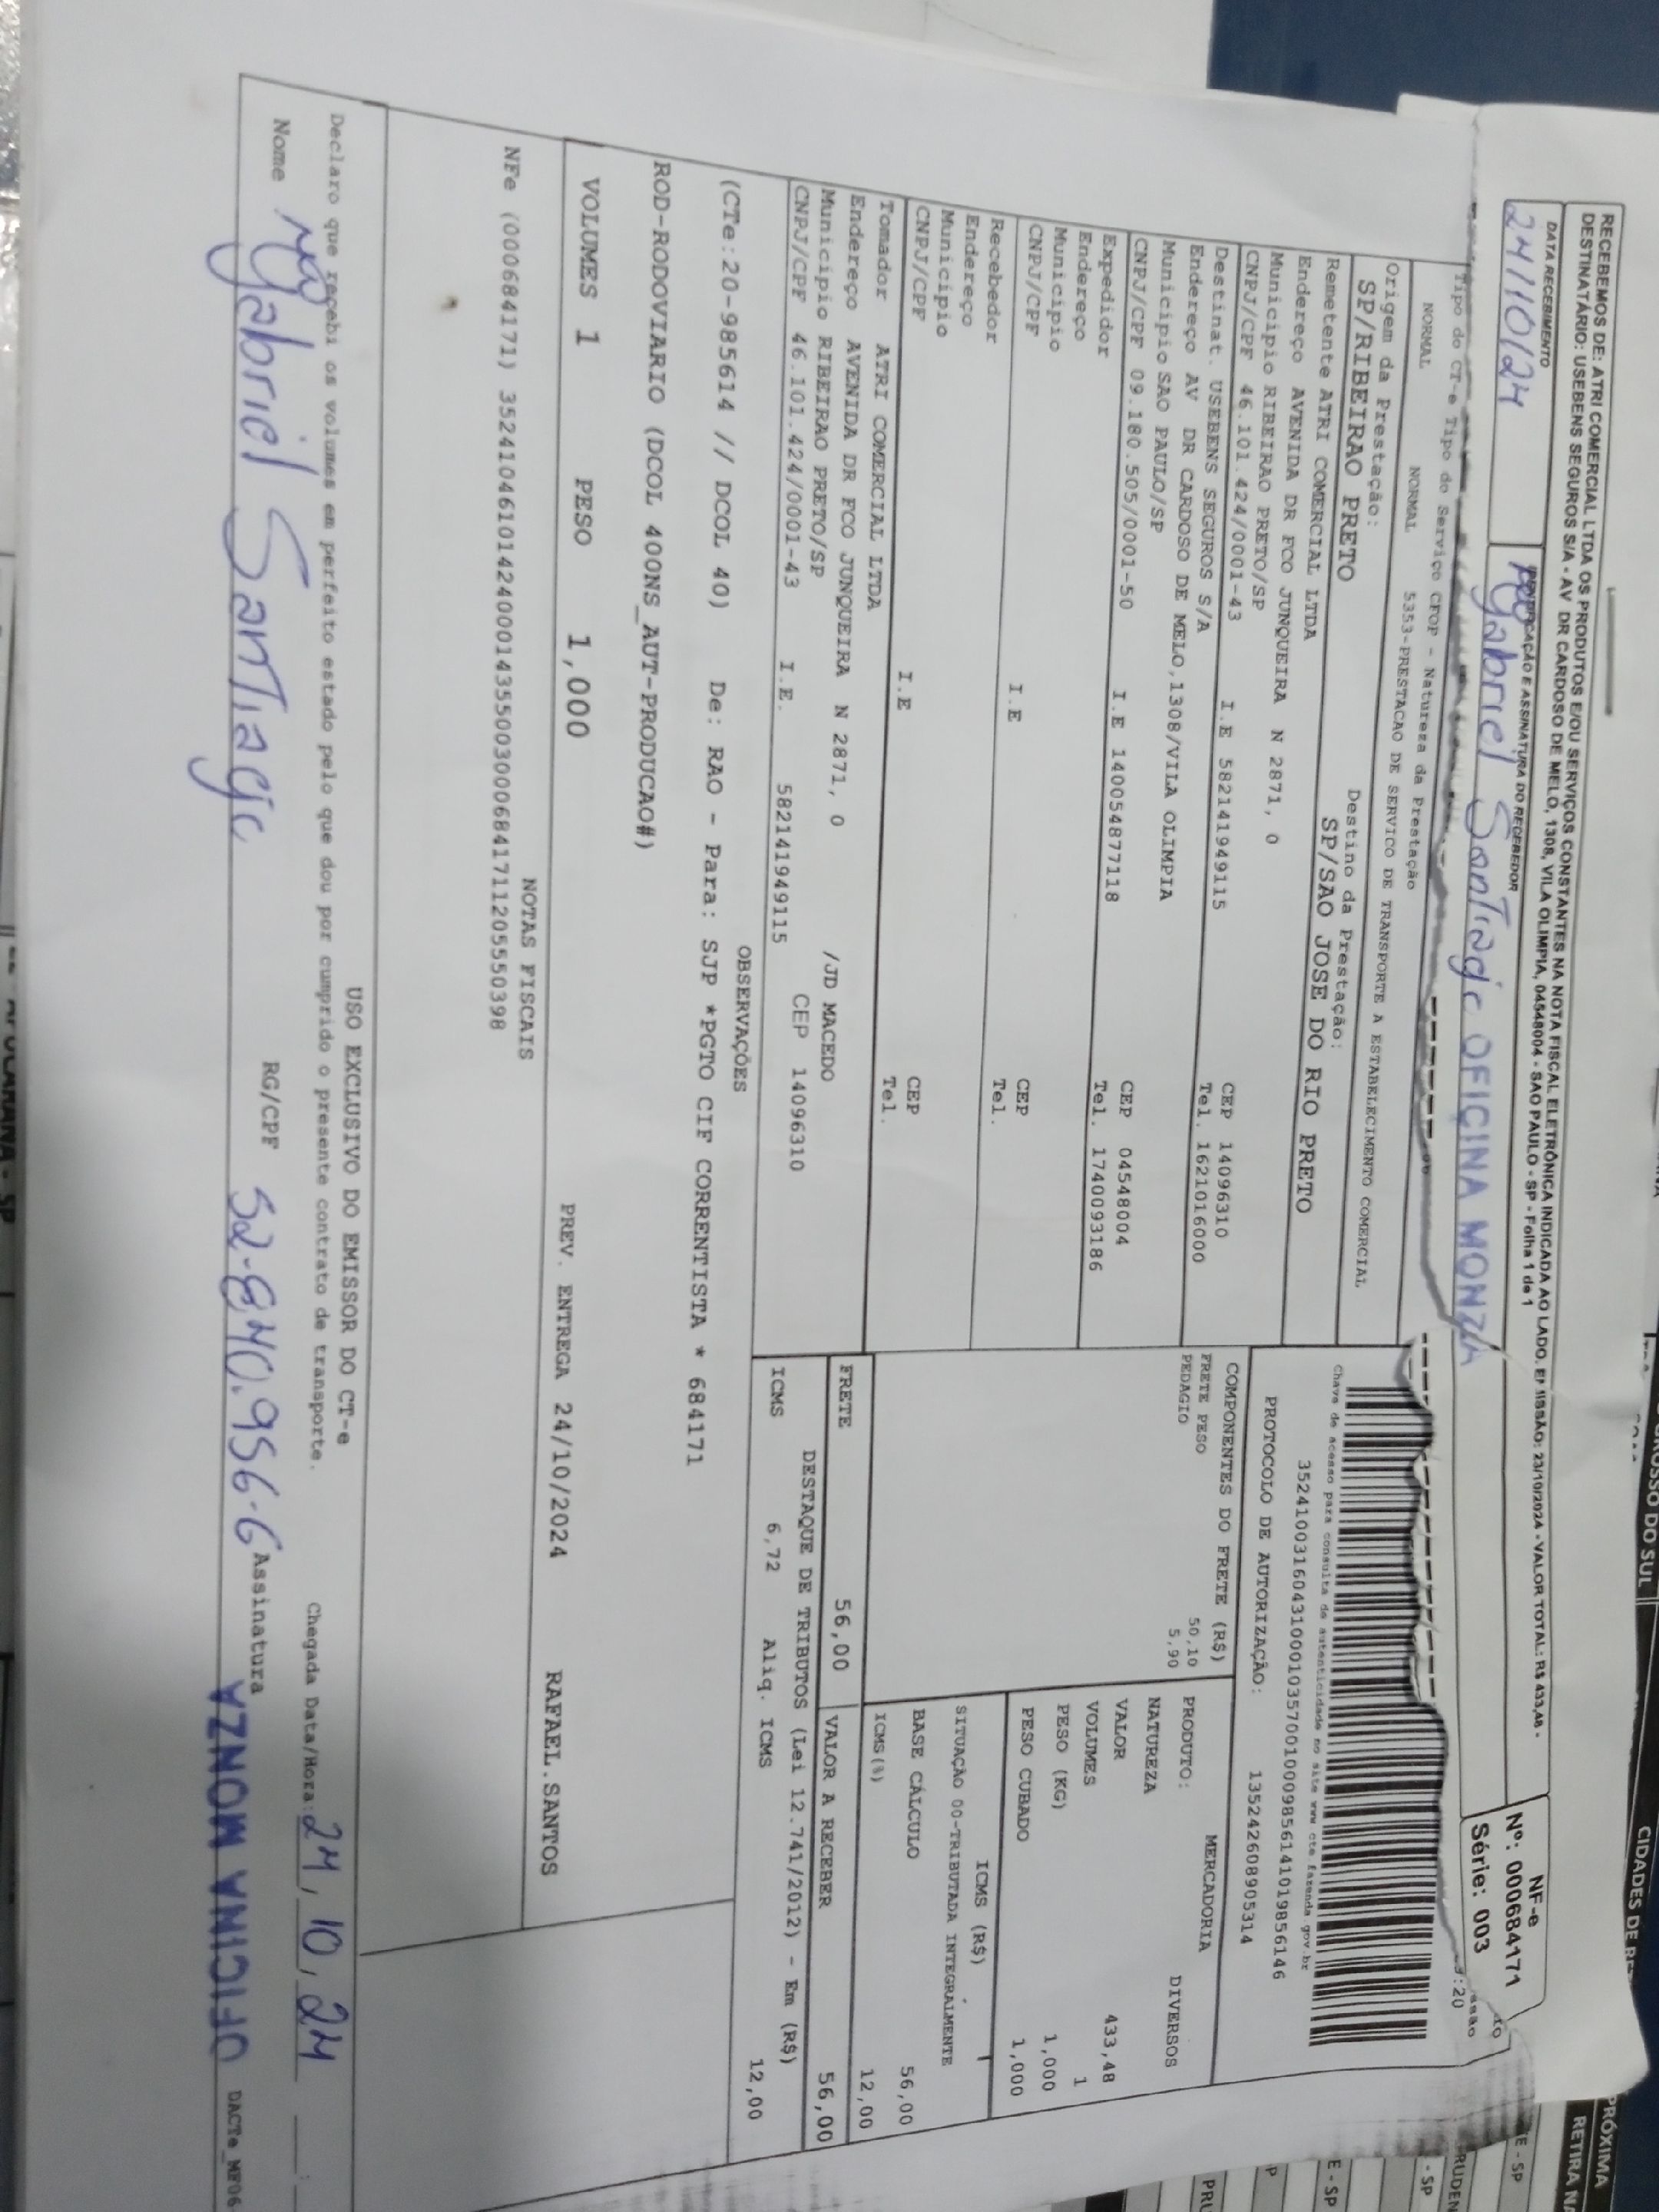 RECEBEMOS DE: ATRI COMERCIAL LTDA OS PRODUTOS E/OU SERVIÇOS CONSTANTES NA NOTA FISCAL ELETRÔNICA INDICADA AO LADO. EMISSÃO: 23/10/2024 - VALOR TOTAL: R$ 433,48 -
DESTINATÁRIO: USEBENS SEGUROS S/A - AV DR CARDOSO DE MELO, 1308, VILA OLIMPIA, 04548004 - SAO PAULO - SP - Folha 1 de 1
NF-e
Nº: 000684171
Série: 003
DATA RECEBIMENTO
24/10/24
IDENTIFICAÇÃO E ASSINATURA DO RECEBEDOR
Gabriel Santiago OFICINA MONZA
Tipo do CT-e Tipo do Serviço CFOP - Natureza da Prestação
NORMAL NORMAL 5353-PRESTACAO DE SERVICO DE TRANSPORTE A ESTABELECIMENTO COMERCIAL
Origem da Prestação: Destino da Prestação:
SP/RIBEIRAO PRETO SP/SAO JOSE DO RIO PRETO
Chave de acesso para consulta de autenticidade no site www cte fazenda gov.br
35241003160431000103570010009856141019856146
PROTOCOLO DE AUTORIZAÇÃO: 135242608905314
Remetente ATRI COMERCIAL LTDA
Endereço AVENIDA DR FCO JUNQUEIRA N 2871, 0
Municipio RIBEIRAO PRETO/SP CEP 14096310
CNPJ/CPF 46.101.424/0001-43 I.E 582141949115 Tel. 1621016000
Destinat. USEBENS SEGUROS S/A
Endereço AV DR CARDOSO DE MELO,1308/VILA OLIMPIA
Municipio SAO PAULO/SP CEP 04548004
CNPJ/CPF 09.180.505/0001-50 I.E 140054877118 Tel. 1740093186
Expedidor
Endereço
Municipio CEP
CNPJ/CPF I.E Tel.
Recebedor
Endereço
Municipio CEP
CNPJ/CPF I.E Tel.
Tomador ATRI COMERCIAL LTDA
Endereço AVENIDA DR FCO JUNQUEIRA N 2871, 0 /JD MACEDO
Municipio RIBEIRAO PRETO/SP CEP 14096310
CNPJ/CPF 46.101.424/0001-43 I.E. 582141949115
COMPONENTES DO FRETE (R$)
FRETE PESO 50,10
PEDAGIO 5,90
MERCADORIA
PRODUTO: DIVERSOS
NATUREZA
VALOR 433,48
VOLUMES 1
PESO (KG) 1,000
PESO CUBADO 1,000
ICMS (R$)
SITUAÇÃO 00-TRIBUTADA INTEGRALMENTE
BASE CÁLCULO 56,00
ICMS(%) 12,00
FRETE 56,00 VALOR A RECEBER 56,00
DESTAQUE DE TRIBUTOS (Lei 12.741/2012) - Em (R$)
ICMS 6,72 Aliq. ICMS 12,00
OBSERVAÇÕES
(CTe:20-985614 // DCOL 40) De: RAO - Para: SJP *PGTO CIF CORRENTISTA * 684171
ROD-RODOVIARIO (DCOL 40ONS_AUT-PRODUCAO#)
VOLUMES 1 PESO 1,000 PREV. ENTREGA 24/10/2024 RAFAEL.SANTOS
NOTAS FISCAIS
NFe (000684171) 35241046101424000143550030006841711205550398
USO EXCLUSIVO DO EMISSOR DO CT-e
Declaro que recebi os volumes em perfeito estado pelo que dou por cumprido o presente contrato de transporte. Chegada Data/Hora: 24, 10, 24
Nome Gabriel Santiago RG/CPF 52.840.956-6 Assinatura OFICINA MONZA
DACTe_MF06
GROSSO DO SUL
CIDADES DE
PRÓXIMA
RETIRA